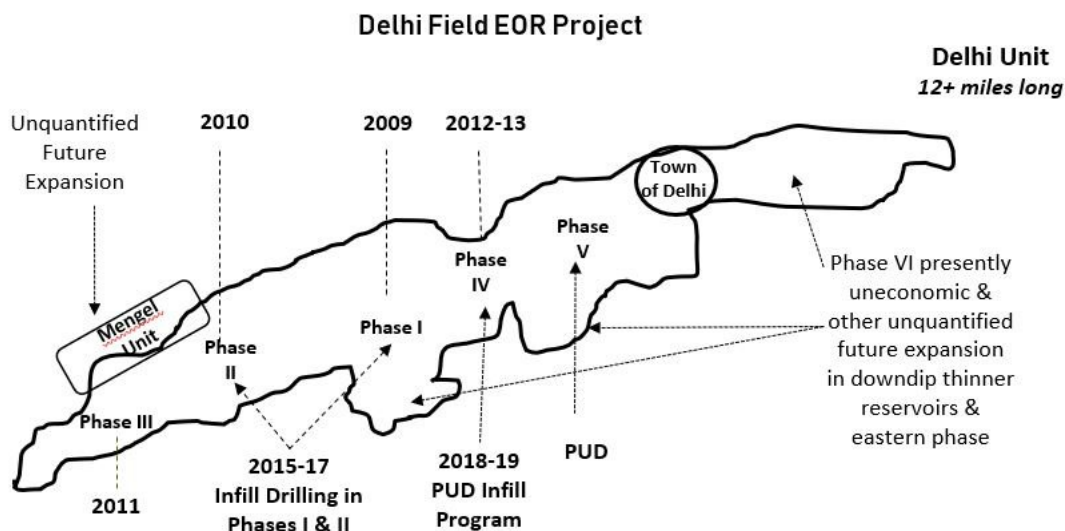 Delhi Field EOR Project
Delhi Unit
12+ miles long
Unquantified
Future
Expansion
2010
2009
2012-13
Town
of Delhi
Phase
V
Phase
IV
Phase VI presently
uneconomic &
other unquantified
future expansion
in downdip thinner
reservoirs &
eastern phase
Mengel
Unit
Phase I
Phase
II
Phase III
2011
2015-17
Infill Drilling in
Phases I & II
2018-19
PUD Infill
Program
PUD